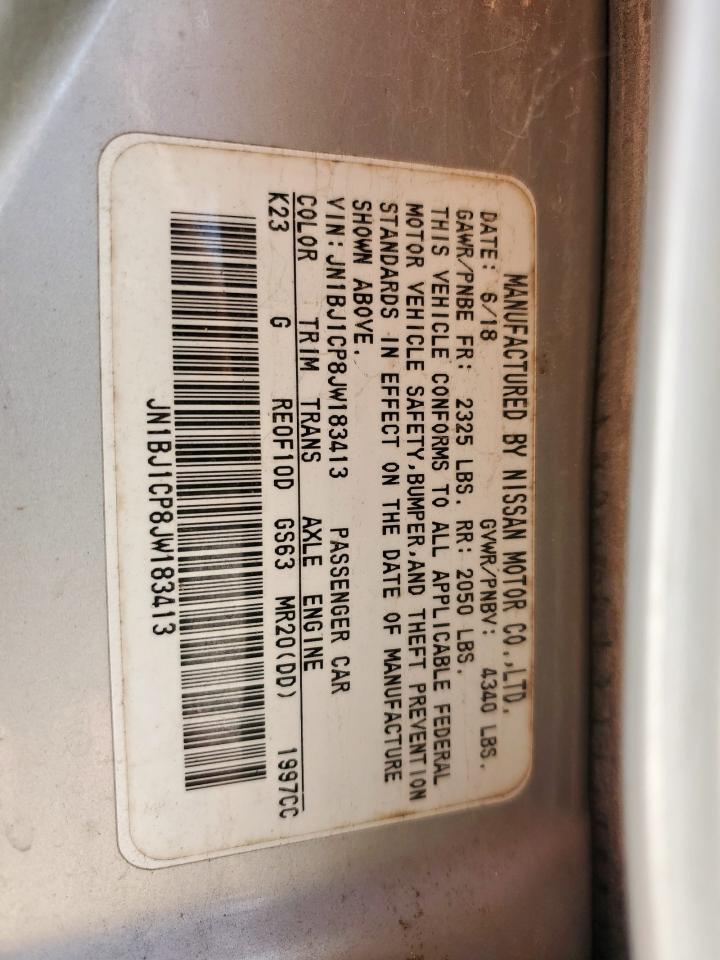 MANUFACTURED BY NISSAN MOTOR CO.,LTD.
DATE: 6/18 GVWR/PNBV: 4340 LBS.
GAWR/PNBE FR: 2325 LBS. RR: 2050 LBS.
THIS VEHICLE CONFORMS TO ALL APPLICABLE FEDERAL
MOTOR VEHICLE SAFETY,BUMPER,AND THEFT PREVENTION
STANDARDS IN EFFECT ON THE DATE OF MANUFACTURE
SHOWN ABOVE.
VIN:JN1BJ1CP8JW183413 PASSENGER CAR
COLOR TRIM TRANS AXLE ENGINE
K23 G RE0F10D GS63 MR20(DD) 1997CC
JN1BJ1CP8JW183413